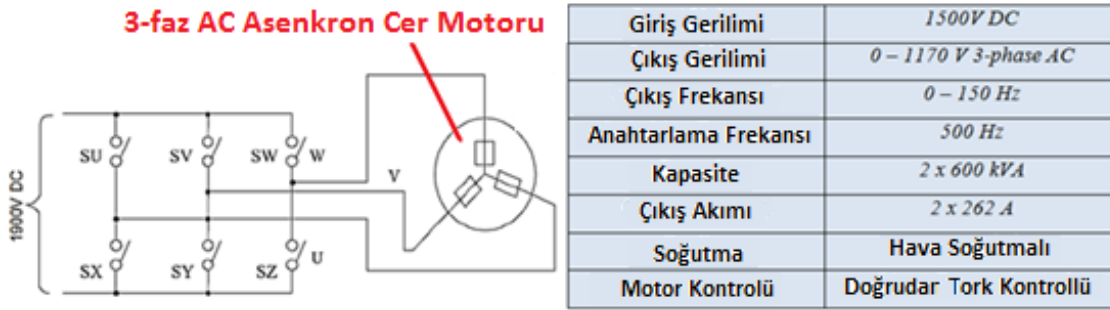 3-faz AC Asenkron Cer Motoru
1900V DC
SU
SV
SW
W
V
SX
SY
SZ
U
Giriş Gerilimi 1500V DC
Çıkış Gerilimi 0 – 1170 V 3-phase AC
Çıkış Frekansı 0 – 150 Hz
Anahtarlama Frekansı 500 Hz
Kapasite 2 x 600 kVA
Çıkış Akımı 2 x 262 A
Soğutma Hava Soğutmalı
Motor Kontrolü Doğrudar Tork Kontrollü